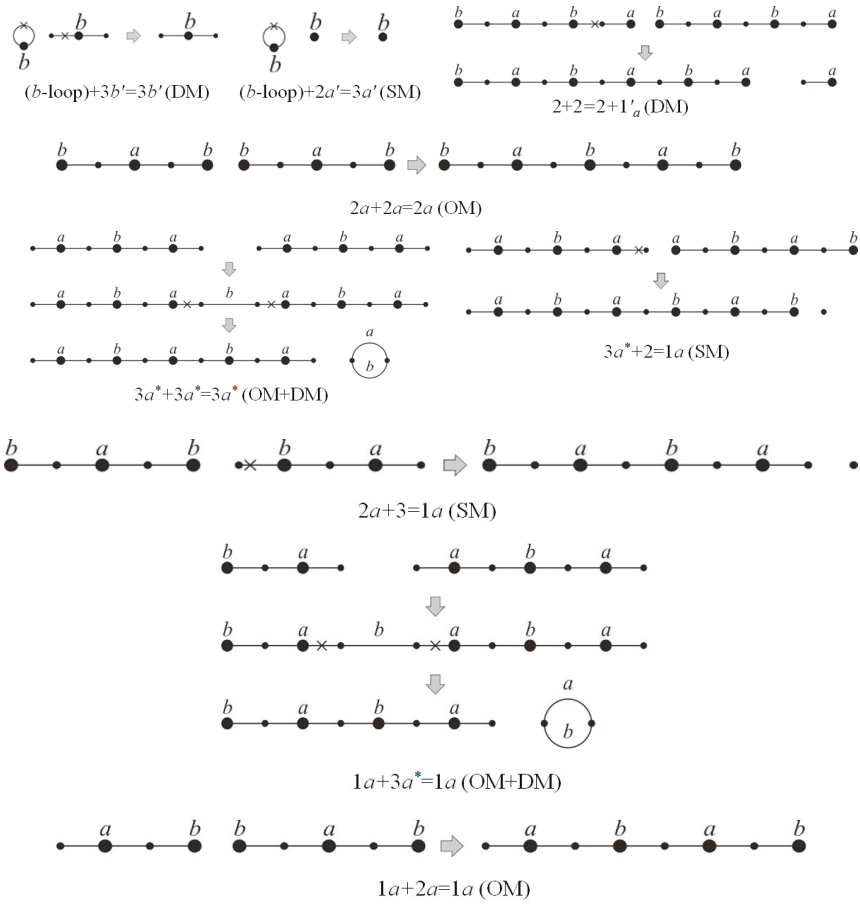 b b b b
b b
(b-loop)+3b′=3b′ (DM)
(b-loop)+2a′=3a′ (SM)
b a b a b a b a
b a b a b a a
2+2=2+1′ₐ (DM)
b a b b a b b a b a b
2a+2a=2a (OM)
a b a a b a
a b a b a b a
a
a b a b a b
3a*+3a*=3a* (OM+DM)
a b a a b a b
a b a b a b
3a*+2=1a (SM)
b a b b a b a b a
2a+3=1a (SM)
b a a b a
b a b a b a
a
b a b a b
1a+3a*=1a (OM+DM)
a b b a b a b a b
1a+2a=1a (OM)